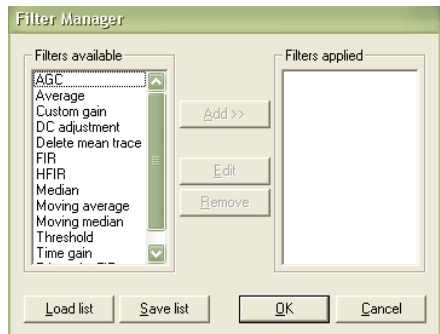 Filter Manager
Filters available
AGC
Average
Custom gain
DC adjustment
Delete mean trace
FIR
HFIR
Median
Moving average
Moving median
Threshold
Time gain
Add >>
Edit
Remove
Filters applied
Load list
Save list
OK
Cancel